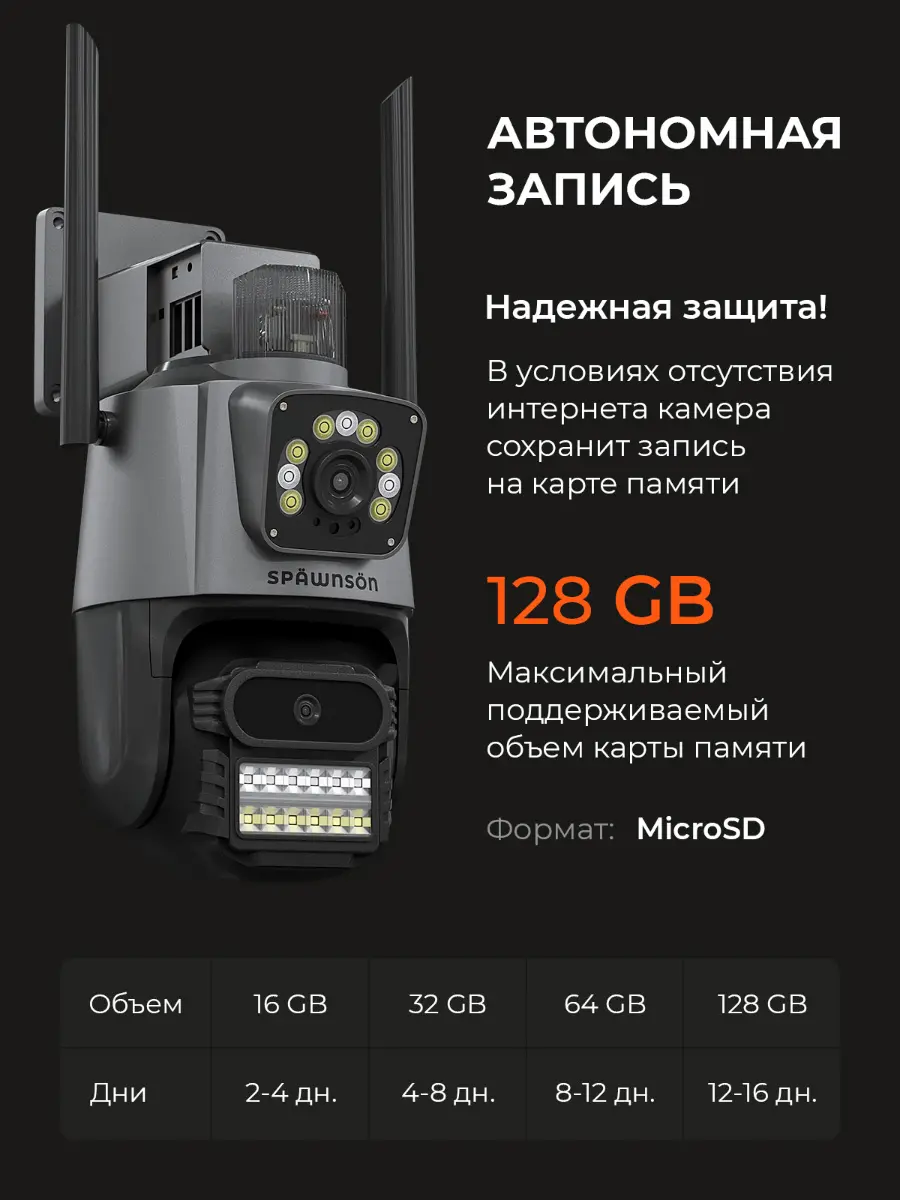 АВТОНОМНАЯ
ЗАПИСЬ
Надежная защита!
В условиях отсутствия
интернета камера
сохранит запись
на карте памяти
SPÄWNSÖN
128 GB
Максимальный
поддерживаемый
объем карты памяти
Формат: MicroSD
Объем 16 GB 32 GB 64 GB 128 GB
Дни 2-4 дн. 4-8 дн. 8-12 дн. 12-16 дн.